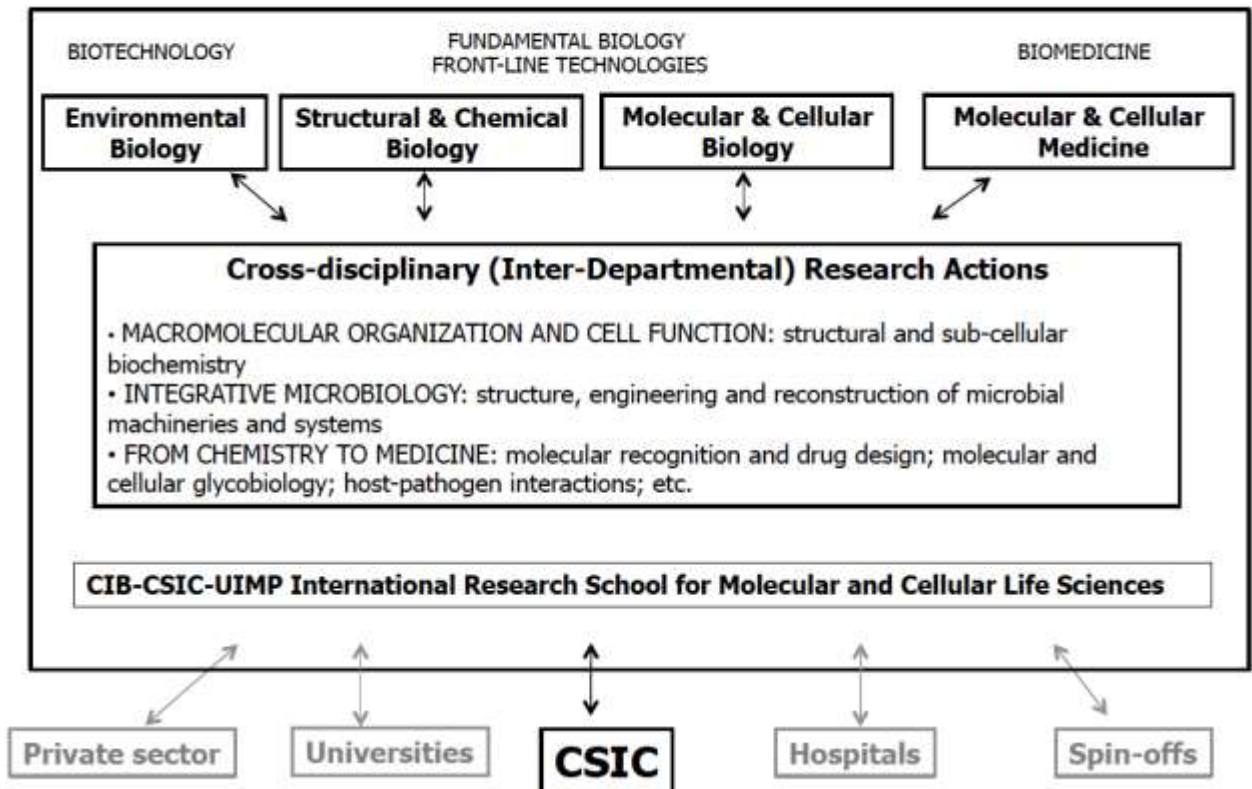 BIOTECHNOLOGY
FUNDAMENTAL BIOLOGY
FRONT-LINE TECHNOLOGIES
BIOMEDICINE
Environmental
Biology
Structural & Chemical
Biology
Molecular & Cellular
Biology
Molecular & Cellular
Medicine
Cross-disciplinary (Inter-Departmental) Research Actions
• MACROMOLECULAR ORGANIZATION AND CELL FUNCTION: structural and sub-cellular
biochemistry
• INTEGRATIVE MICROBIOLOGY: structure, engineering and reconstruction of microbial
machineries and systems
• FROM CHEMISTRY TO MEDICINE: molecular recognition and drug design; molecular and
cellular glycobiology; host-pathogen interactions; etc.
CIB-CSIC-UIMP International Research School for Molecular and Cellular Life Sciences
Private sector
Universities
CSIC
Hospitals
Spin-offs